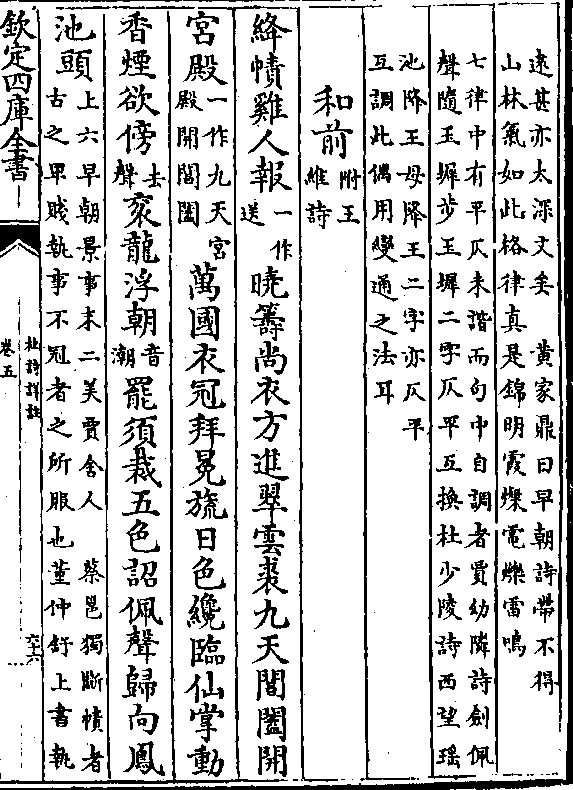 遠甚亦太深文矣　黄家鼎曰早朝詩帶不得
山林氣如此格律真是錦明霞爍電爍雷鳴
七律中有平仄未諧而句中自調者賈幼隣詩劍佩
聲隨玉墀步玉墀二字仄平互換杜少陵詩西望瑶
池降王母降王二字亦仄平
互調此偶用變通之法耳
和前附王維詩
絳幘雞人報一作送曉籌尚衣方進翠雲裘九天閶闔開
宮殿一作九天宮殿開閶闔萬國衣冠拜冕旒日色纔臨仙掌動
香煙欲傍去聲衮龍浮朝音潮罷須裁五色詔佩聲歸向鳳
池頭上六早朝景事末二美賈舍人　蔡邕獨斷幘者
古之卑賤執事不冠者之所服也董仲舒上書執
欽定四庫全書
杜詩詳註
卷五
六十六